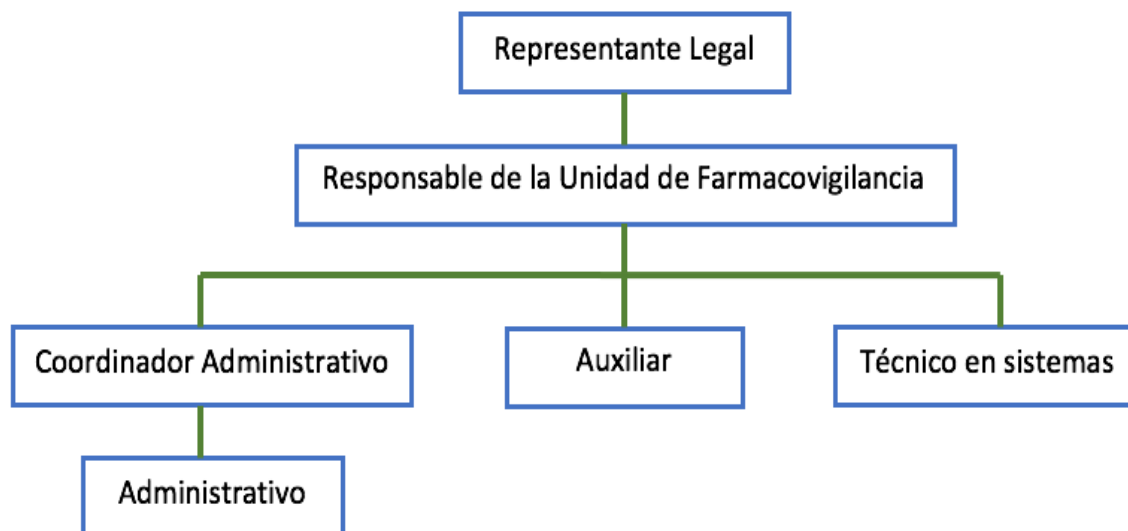 Representante Legal
Responsable de la Unidad de Farmacovigilancia
Coordinador Administrativo
Auxiliar
Técnico en sistemas
Administrativo